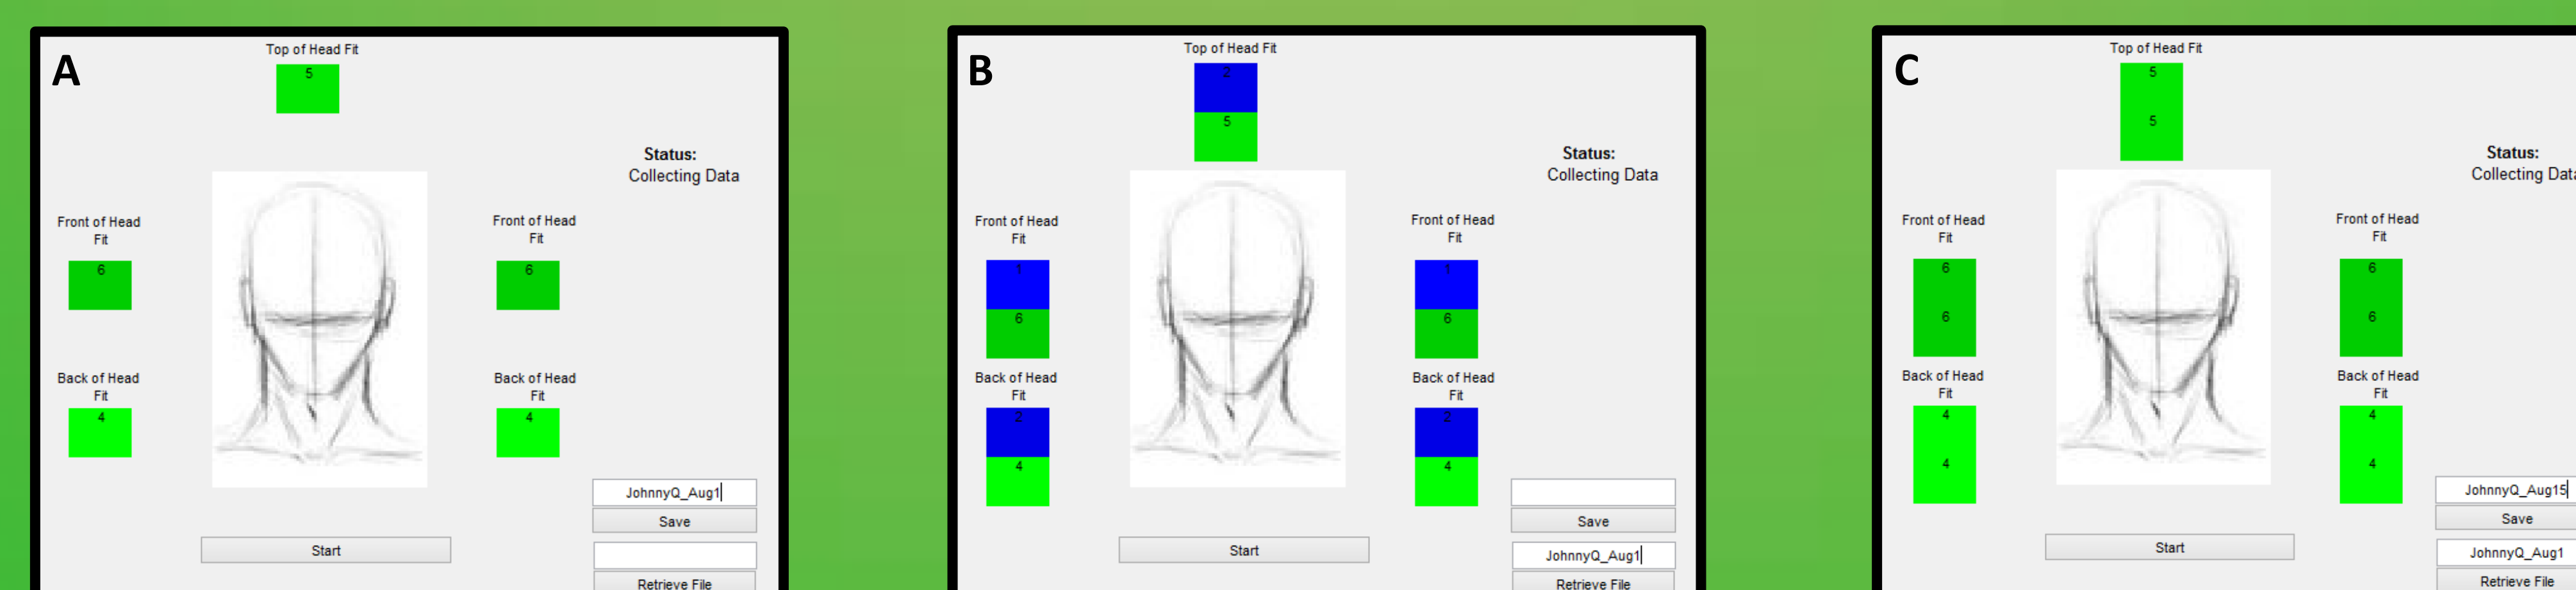 A
Top of Head Fit
5
Status:
Collecting Data
Front of Head
Fit
6
Front of Head
Fit
6
Back of Head
Fit
4
Back of Head
Fit
4
JohnnyQ_Aug1
Save
Start
Retrieve File
B
Top of Head Fit
2
5
Status:
Collecting Data
Front of Head
Fit
1
6
Front of Head
Fit
1
6
Back of Head
Fit
2
4
Back of Head
Fit
2
4
Save
Start
JohnnyQ_Aug1
Retrieve File
C
Top of Head Fit
5
5
Status:
Collecting Data
Front of Head
Fit
6
6
Front of Head
Fit
6
6
Back of Head
Fit
4
4
Back of Head
Fit
4
4
JohnnyQ_Aug15
Save
Start
JohnnyQ_Aug1
Retrieve File